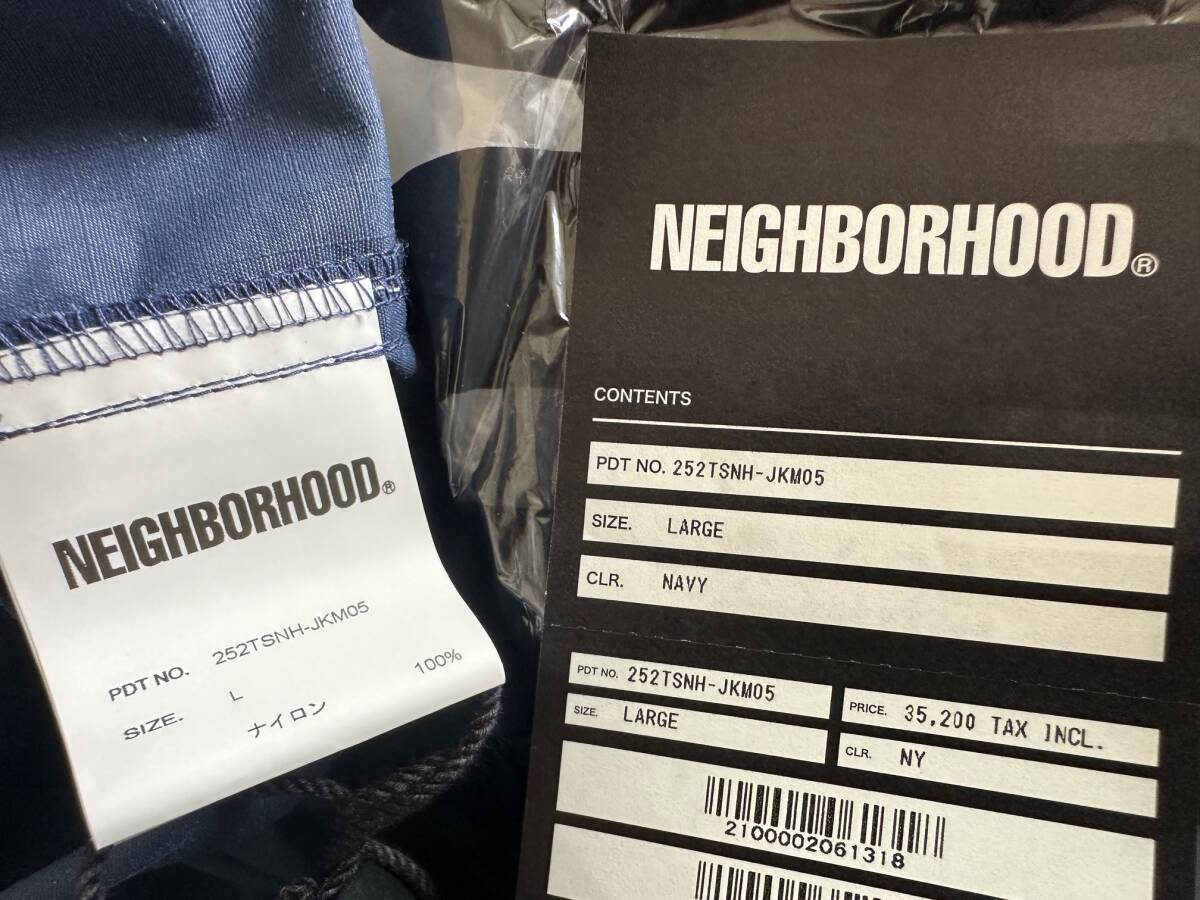 NEIGHBORHOOD®
PDT NO. 252TSNH-JKM05
SIZE. L
ナイロン 100%
NEIGHBORHOOD®
CONTENTS
PDT NO. 252TSNH-JKM05
SIZE. LARGE
CLR. NAVY
PDT NO. 252TSNH-JKM05
SIZE. LARGE
PRICE. 35,200 TAX INCL.
CLR. NY
2100002061318